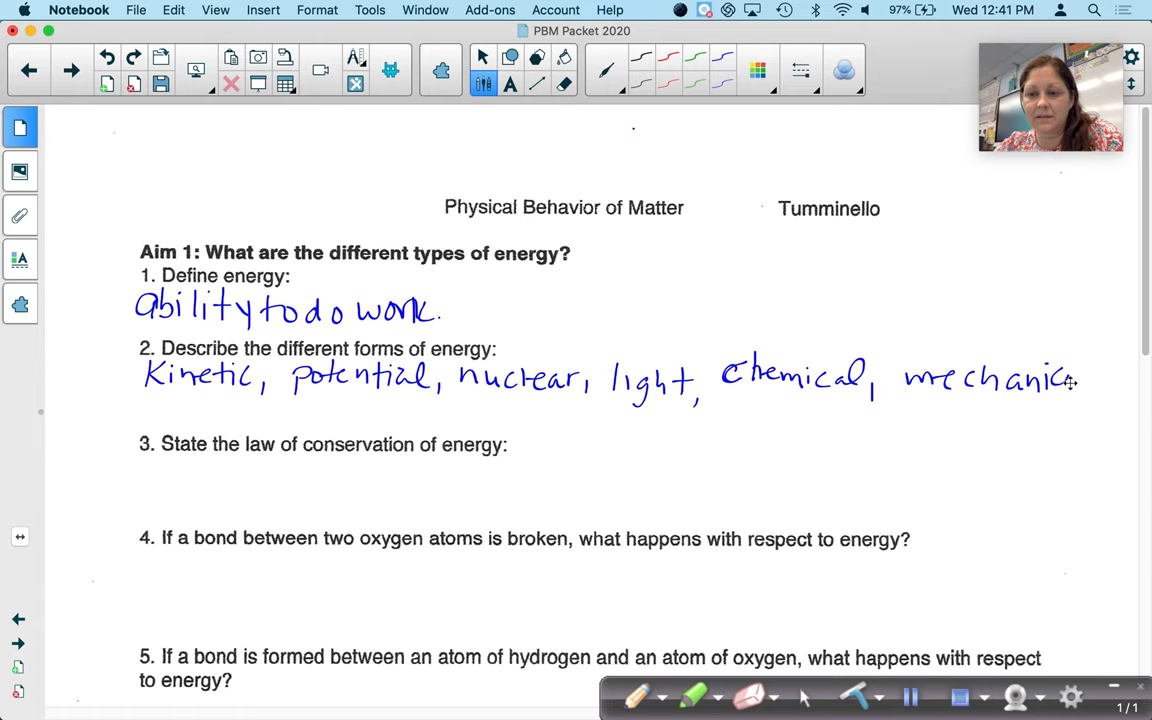 Notebook File Edit View Insert Format Tools Window Add-ons Account Help 97% Wed 12:41 PM
PBM Packet 2020
A
A
Physical Behavior of Matter Tumminello
Aim 1: What are the different types of energy?
1. Define energy:
ability to do work.
2. Describe the different forms of energy:
Kinetic, potential, nuclear, light, Chemical, mechanic
3. State the law of conservation of energy:
4. If a bond between two oxygen atoms is broken, what happens with respect to energy?
5. If a bond is formed between an atom of hydrogen and an atom of oxygen, what happens with respect
to energy?
1/1